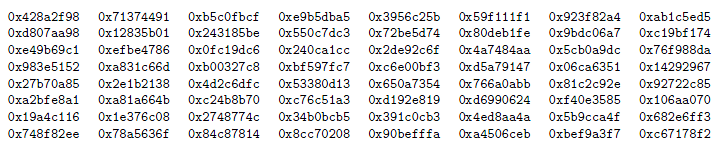 0x428a2f98 0x71374491 0xb5c0fbcf 0xe9b5dba5 0x3956c25b 0x59f111f1 0x923f82a4 0xab1c5ed5
0xd807aa98 0x12835b01 0x243185be 0x550c7dc3 0x72be5d74 0x80deb1fe 0x9bdc06a7 0xc19bf174
0xe49b69c1 0xefbe4786 0x0fc19dc6 0x240ca1cc 0x2de92c6f 0x4a7484aa 0x5cb0a9dc 0x76f988da
0x983e5152 0xa831c66d 0xb00327c8 0xbf597fc7 0xc6e00bf3 0xd5a79147 0x06ca6351 0x14292967
0x27b70a85 0x2e1b2138 0x4d2c6dfc 0x53380d13 0x650a7354 0x766a0abb 0x81c2c92e 0x92722c85
0xa2bfe8a1 0xa81a664b 0xc24b8b70 0xc76c51a3 0xd192e819 0xd6990624 0xf40e3585 0x106aa070
0x19a4c116 0x1e376c08 0x2748774c 0x34b0bcb5 0x391c0cb3 0x4ed8aa4a 0x5b9cca4f 0x682e6ff3
0x748f82ee 0x78a5636f 0x84c87814 0x8cc70208 0x90befffa 0xa4506ceb 0xbef9a3f7 0xc67178f2